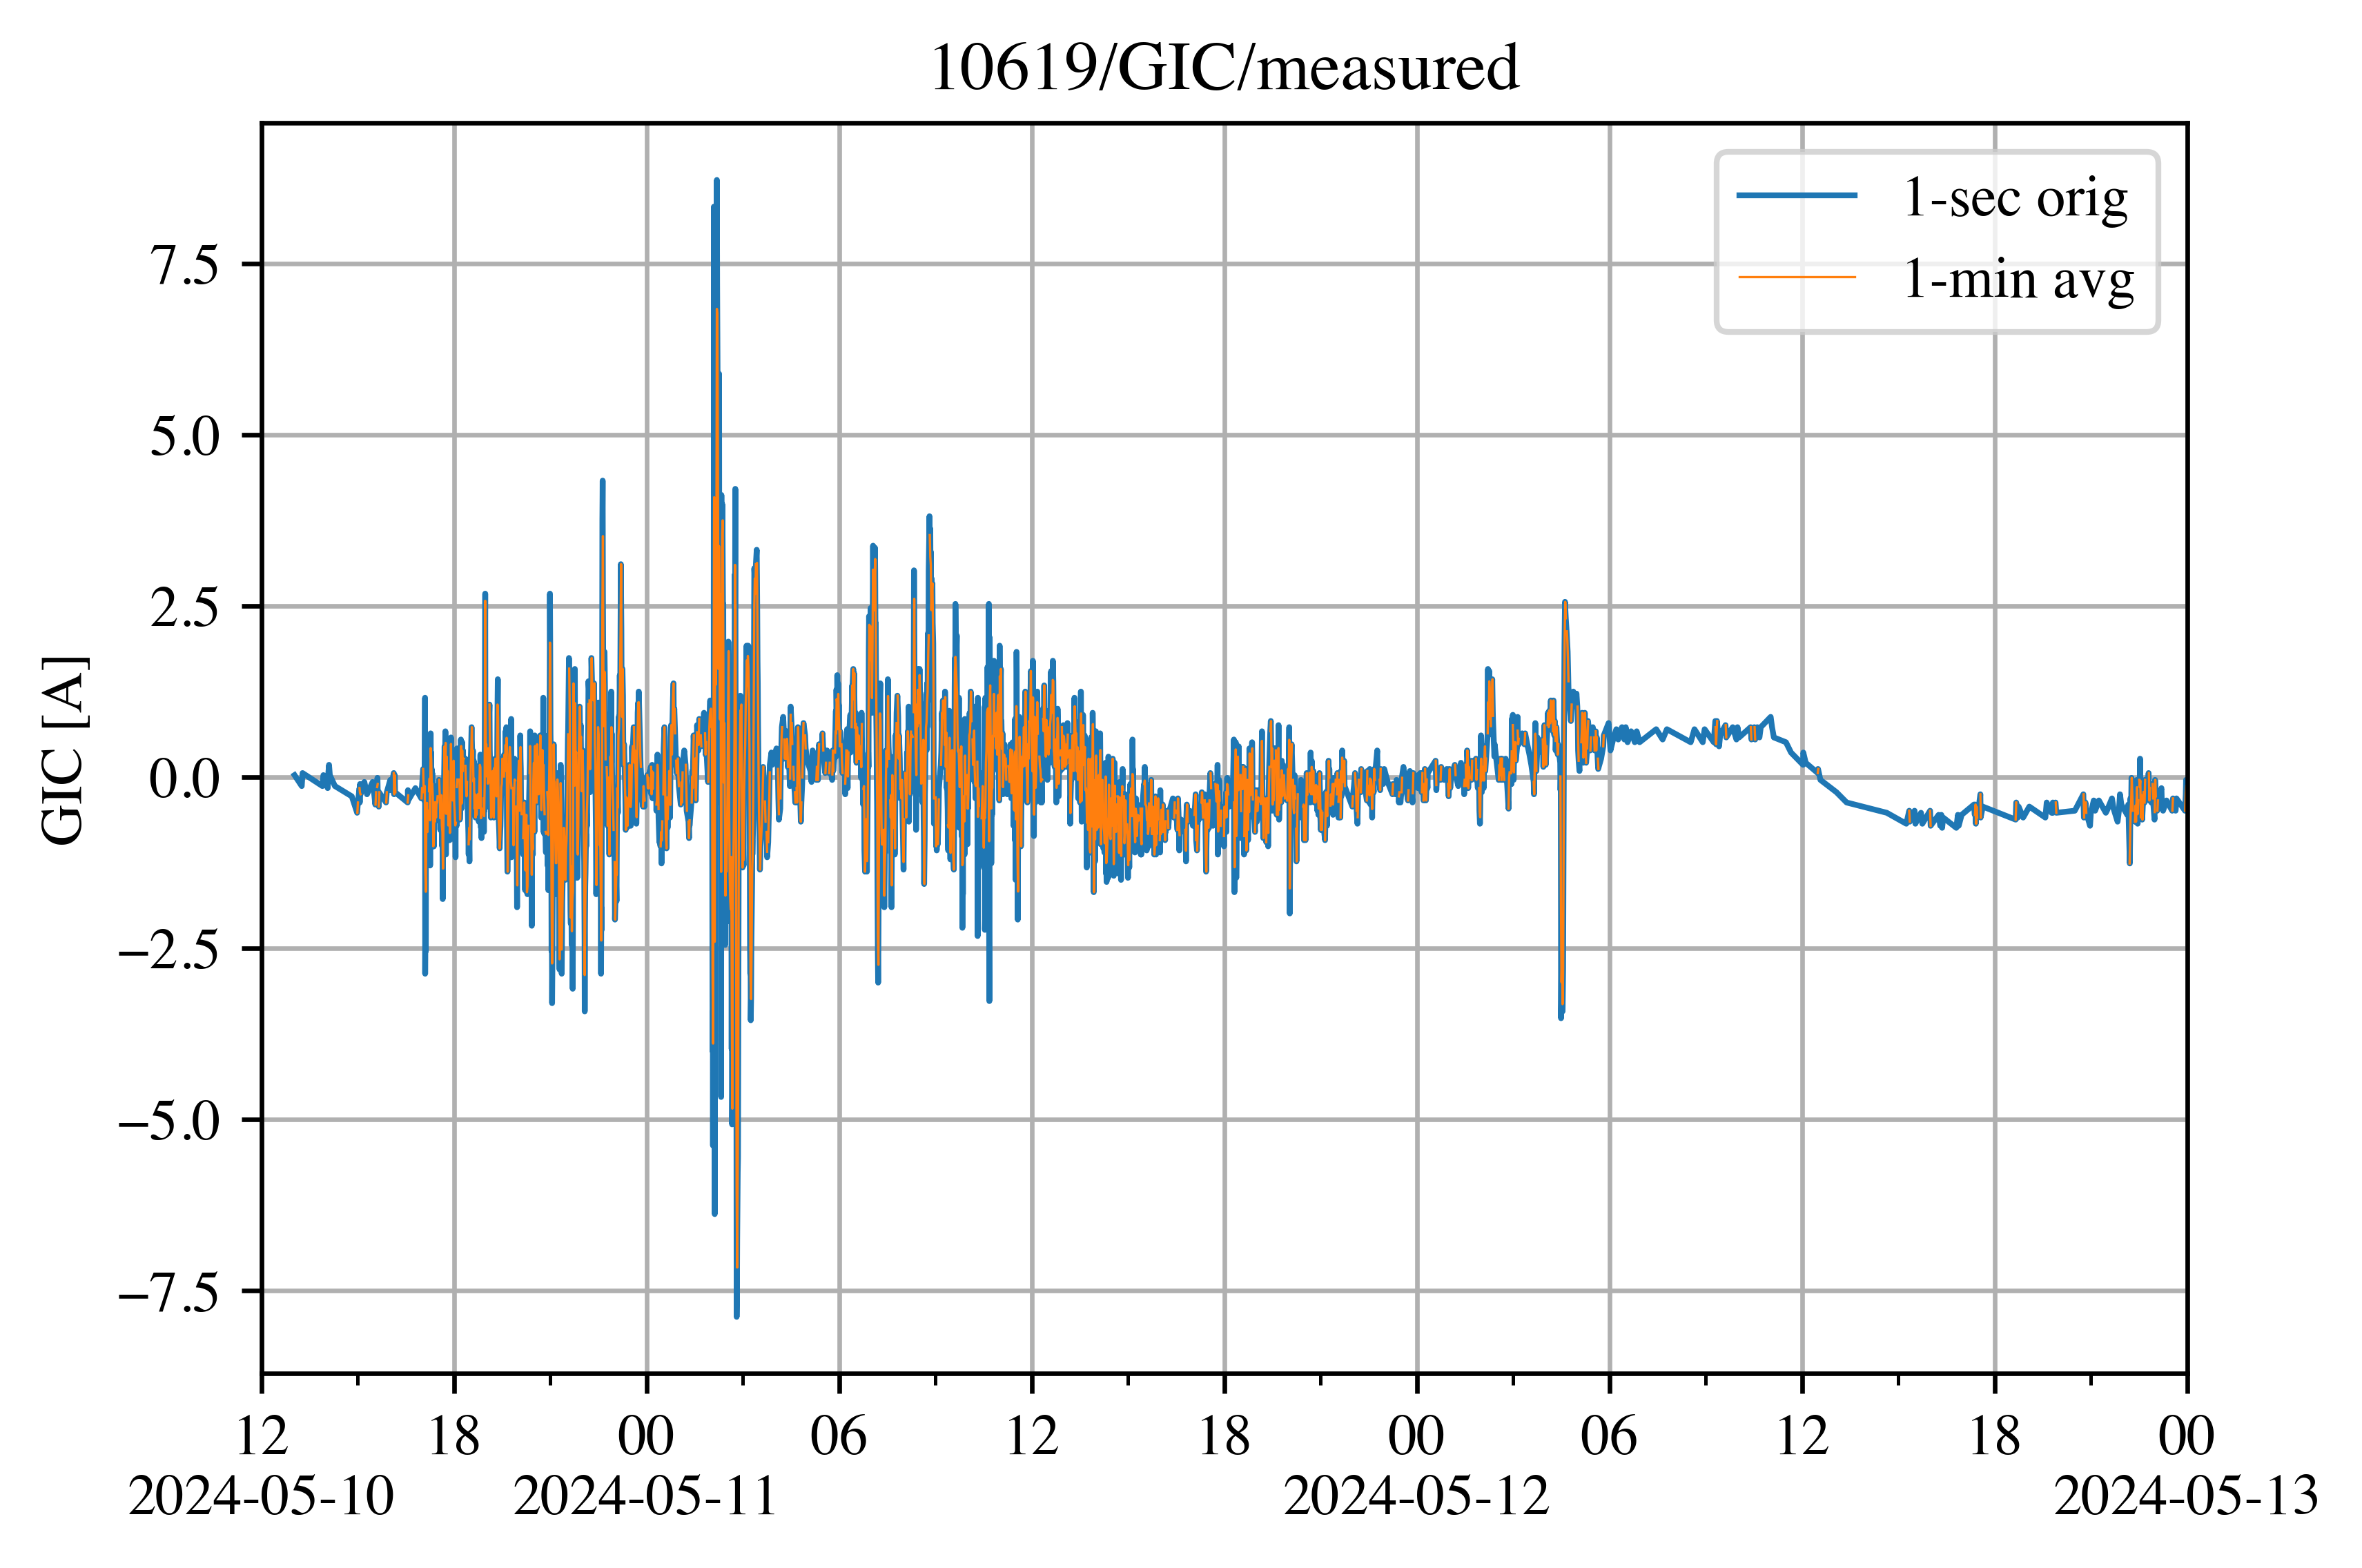 10619/GIC/measured
1-sec orig
1-min avg
GIC [A]
7.5
5.0
2.5
0.0
−2.5
−5.0
−7.5
12 18 00 06 12 18 00 06 12 18 00
2024-05-10 2024-05-11 2024-05-12 2024-05-13